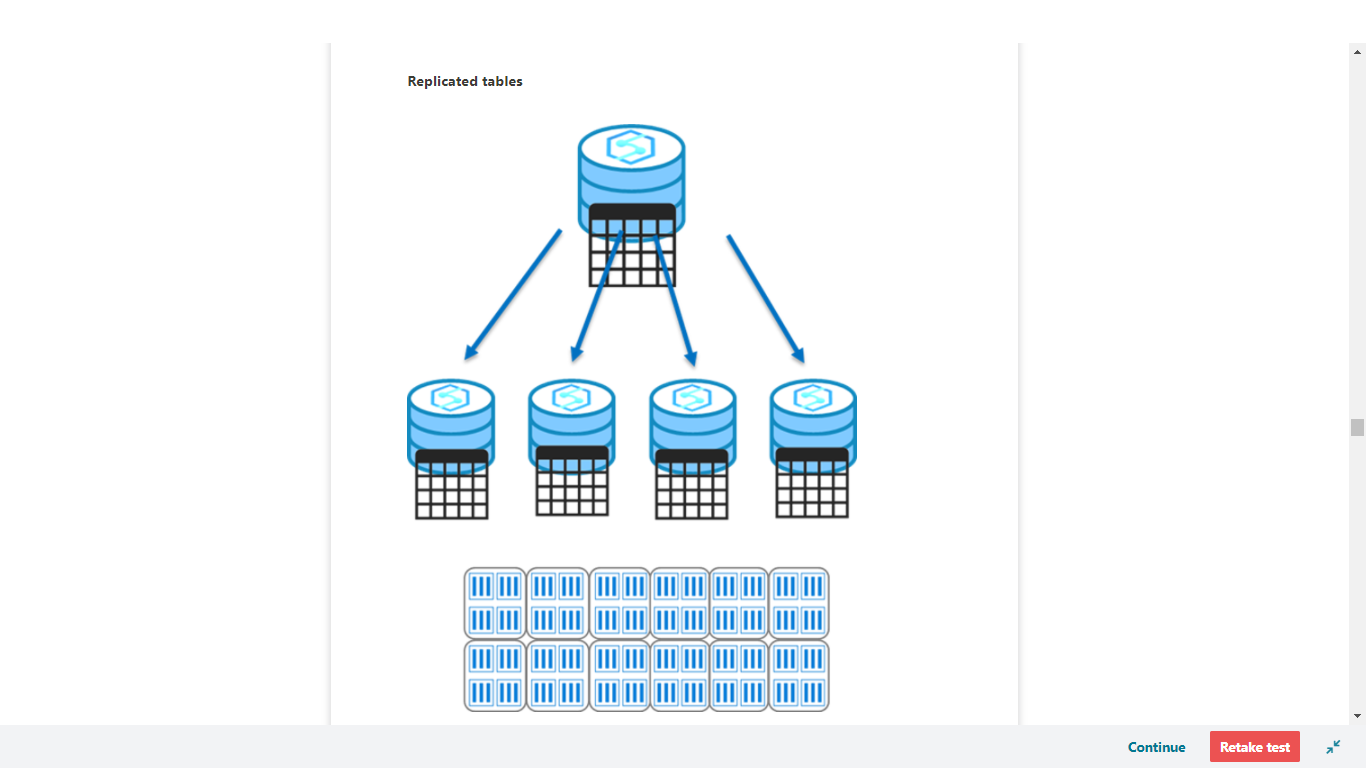 Replicated tables
Continue
Retake test